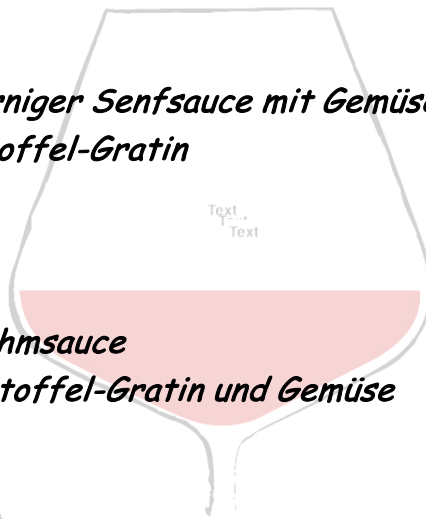 rniger Senfsauce mit Gemüse
offel-Gratin
Text
Text
hmsauce
toffel-Gratin und Gemüse